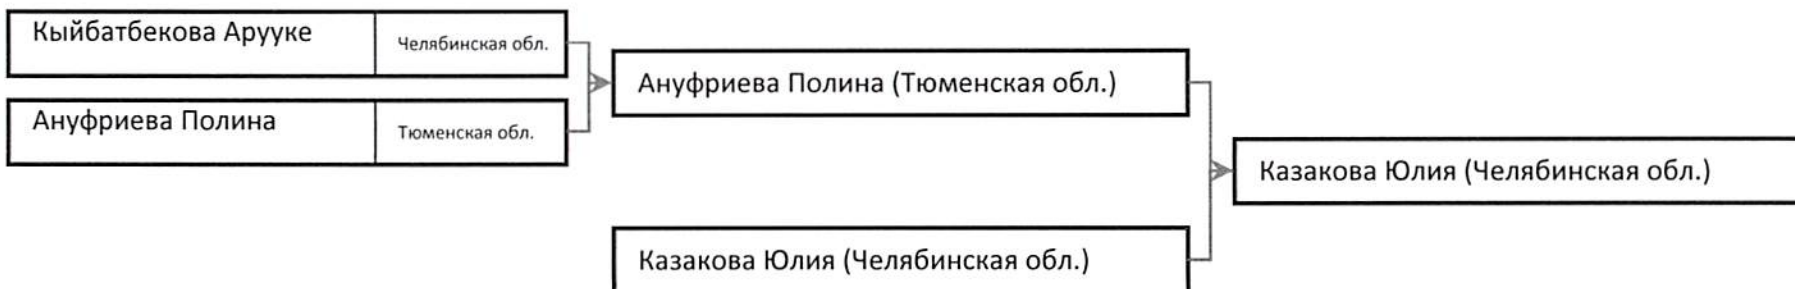 Кыйбатбекова Арууке
Челябинская обл.
Ануфриева Полина (Тюменская обл.)
Ануфриева Полина
Тюменская обл.
Казакова Юлия (Челябинская обл.)
Казакова Юлия (Челябинская обл.)